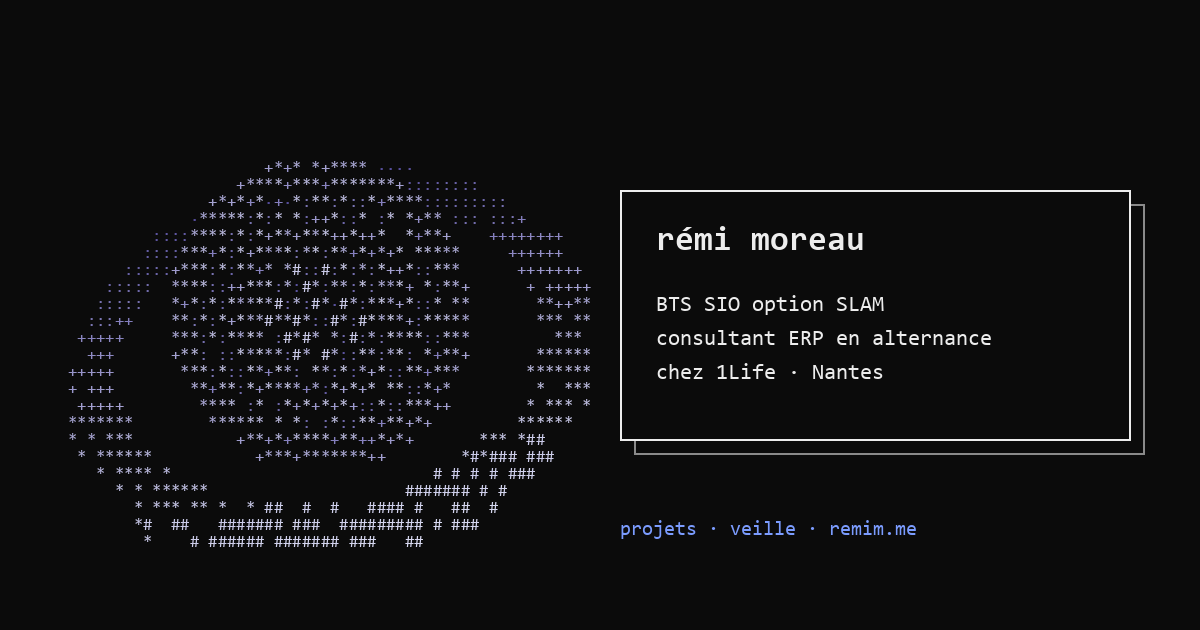 rémi moreau
BTS SIO option SLAM
consultant ERP en alternance
chez 1Life · Nantes
projets · veille · remim.me